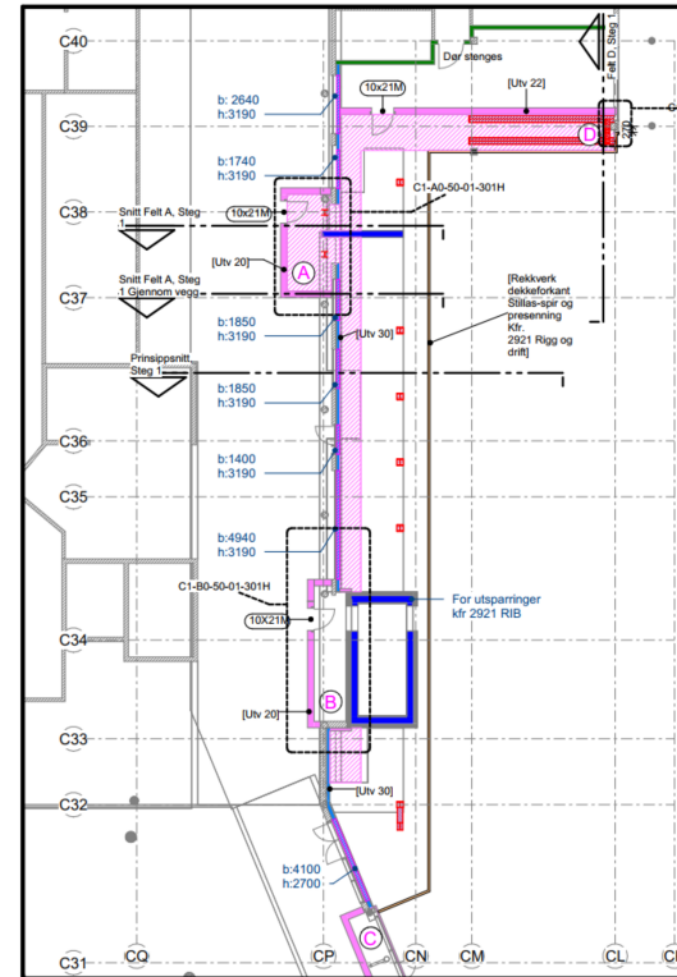 C40
Dør stenges
Felt D, Steg 1
b: 2640
h:3190
10x21M
[Utv 22]
C39
D
270
b:1740
h:3190
C1-A0-50-01-301H
C38
Snitt Felt A, Steg
1
10x21M
[Utv 20]
A
C37
Snitt Felt A, Steg
1 Gjennom vegg
[Rekkverk
dekkeforkant
Stillas-spir og
presenning
Kfr.
2921 Rigg og
drift]
b:1850
h:3190
[Utv 30]
Prinsippsnitt
Steg 1
b:1850
h:3190
C36
b:1400
h:3190
C35
b:4940
h:3190
C1-B0-50-01-301H
For utsparringer
kfr 2921 RIB
10X21M
C34
B
[Utv 20]
C33
[Utv 30]
C32
b:4100
h:2700
C
C31
CQ
CP
CN
CM
CL